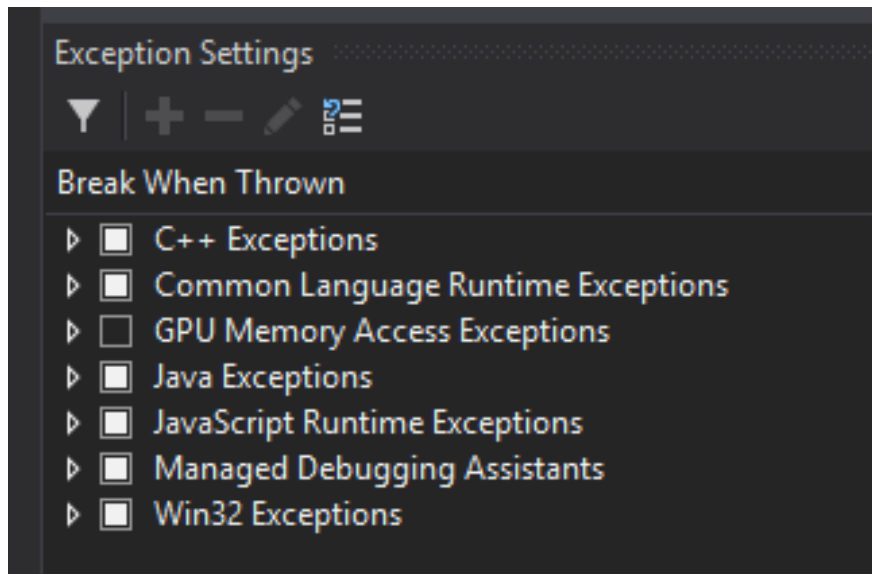 Exception Settings
Break When Thrown
C++ Exceptions
Common Language Runtime Exceptions
GPU Memory Access Exceptions
Java Exceptions
JavaScript Runtime Exceptions
Managed Debugging Assistants
Win32 Exceptions